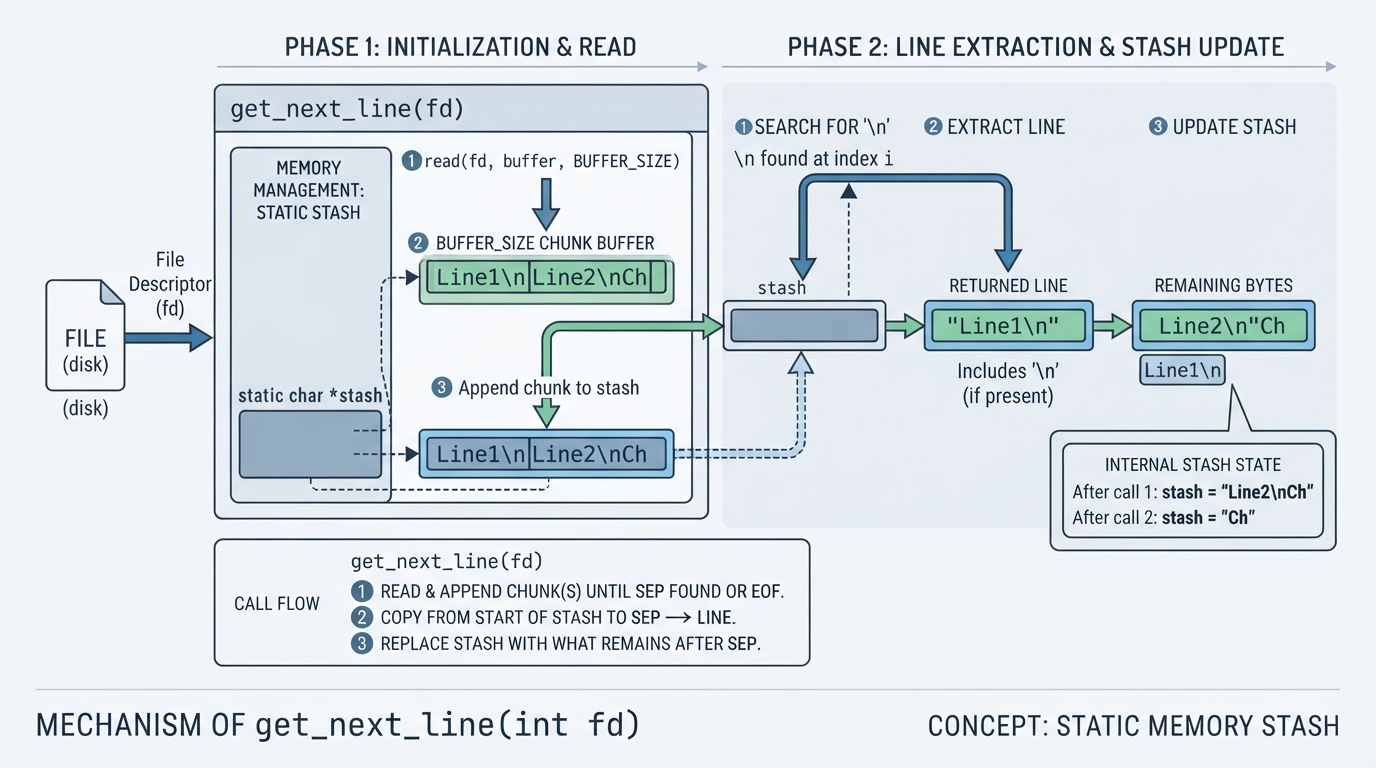 PHASE 1: INITIALIZATION & READ
PHASE 2: LINE EXTRACTION & STASH UPDATE
get_next_line(fd)
MEMORY
MANAGEMENT:
STATIC STASH
1 read(fd, buffer, BUFFER_SIZE)
2 BUFFER_SIZE CHUNK BUFFER
Line1\n Line2\nCh
File
Descriptor
(fd)
FILE
(disk)
(disk)
static char *stash
3 Append chunk to stash
Line1\n Line2\nCh
1 SEARCH FOR '\n'
\n found at index i
2 EXTRACT LINE
3 UPDATE STASH
stash
RETURNED LINE
"Line1\n"
Includes '\n'
(if present)
REMAINING BYTES
Line2\n"Ch
Line1\n
INTERNAL STASH STATE
After call 1: stash = "Line2\nCh"
After call 2: stash = "Ch"
CALL FLOW
get_next_line(fd)
1 READ & APPEND CHUNK(S) UNTIL SEP FOUND OR EOF.
2 COPY FROM START OF STASH TO SEP → LINE.
3 REPLACE STASH WITH WHAT REMAINS AFTER SEP.
MECHANISM OF get_next_line(int fd)
CONCEPT: STATIC MEMORY STASH